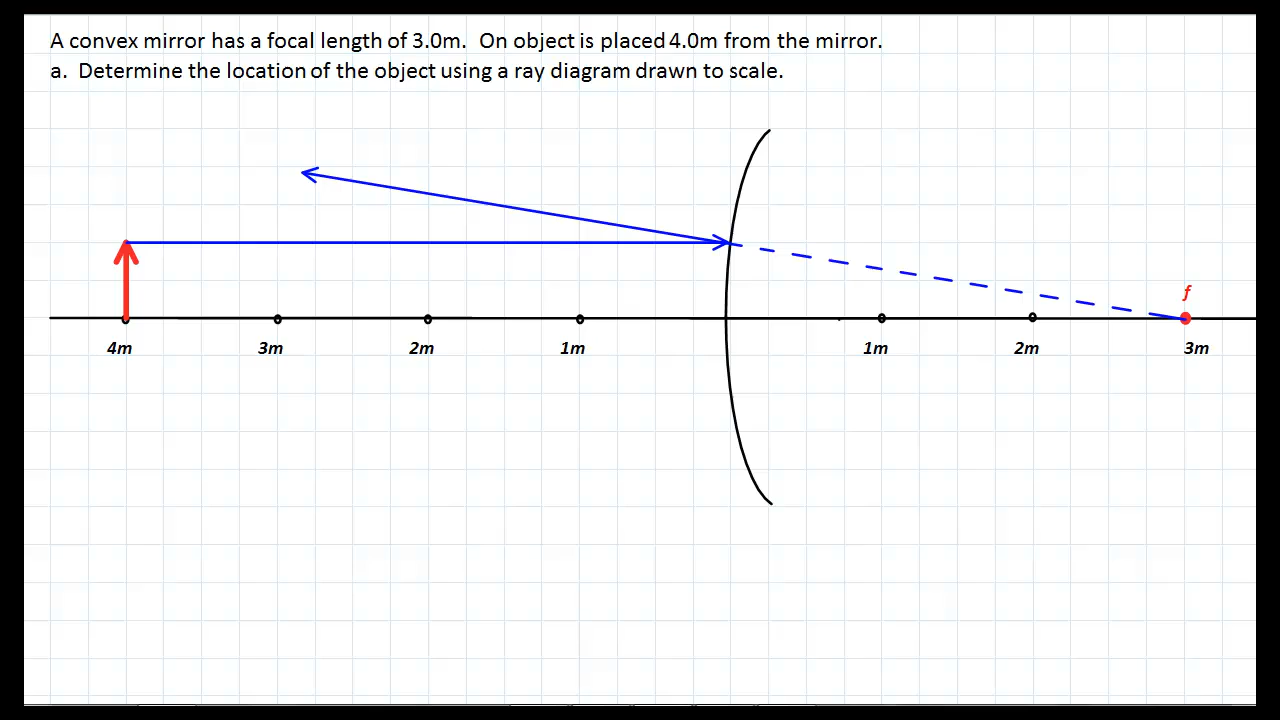 A convex mirror has a focal length of 3.0m. On object is placed 4.0m from the mirror.
a. Determine the location of the object using a ray diagram drawn to scale.
f
4m 3m 2m 1m 1m 2m 3m